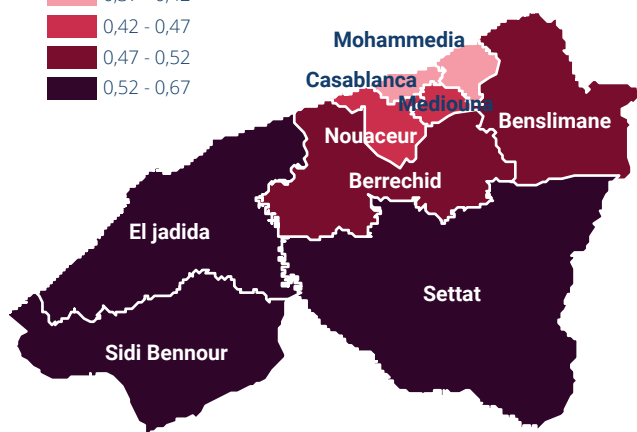 0,42 - 0,47
0,47 - 0,52
0,52 - 0,67
Mohammedia
Casablanca
Mediouna
Benslimane
Nouaceur
Berrechid
El jadida
Settat
Sidi Bennour